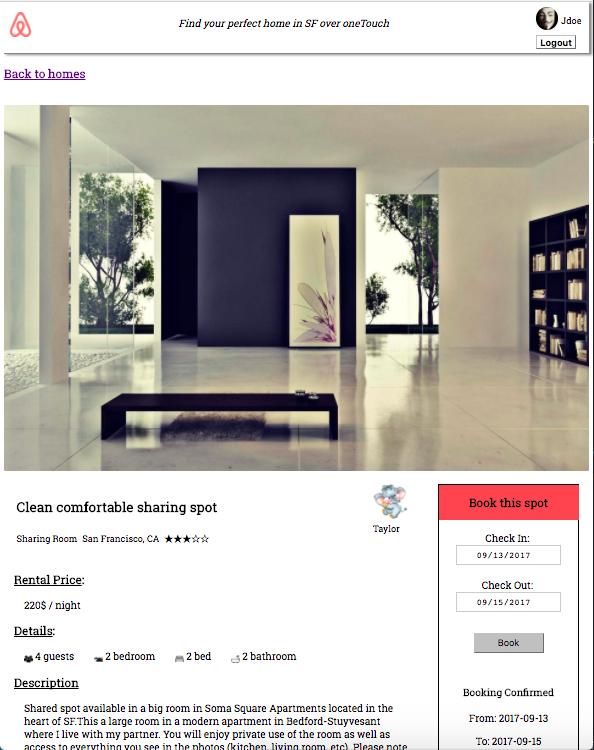 Find your perfect home in SF over oneTouch
Jdoe
Logout
Back to homes
Clean comfortable sharing spot
Sharing Room San Francisco, CA ★★★☆☆
Taylor
Rental Price:
220$ / night
Details:
4 guests 2 bedroom 2 bed 2 bathroom
Description
Shared spot available in a big room in Soma Square Apartments located in the
heart of SF.This a large room in a modern apartment in Bedford-Stuyvesant
where I live with my partner. You will enjoy private use of the room as well as
access to everything you see in the photos (kitchen, living room, etc). Please note
Book this spot
Check In:
09/13/2017
Check Out:
09/15/2017
Book
Booking Confirmed
From: 2017-09-13
To: 2017-09-15